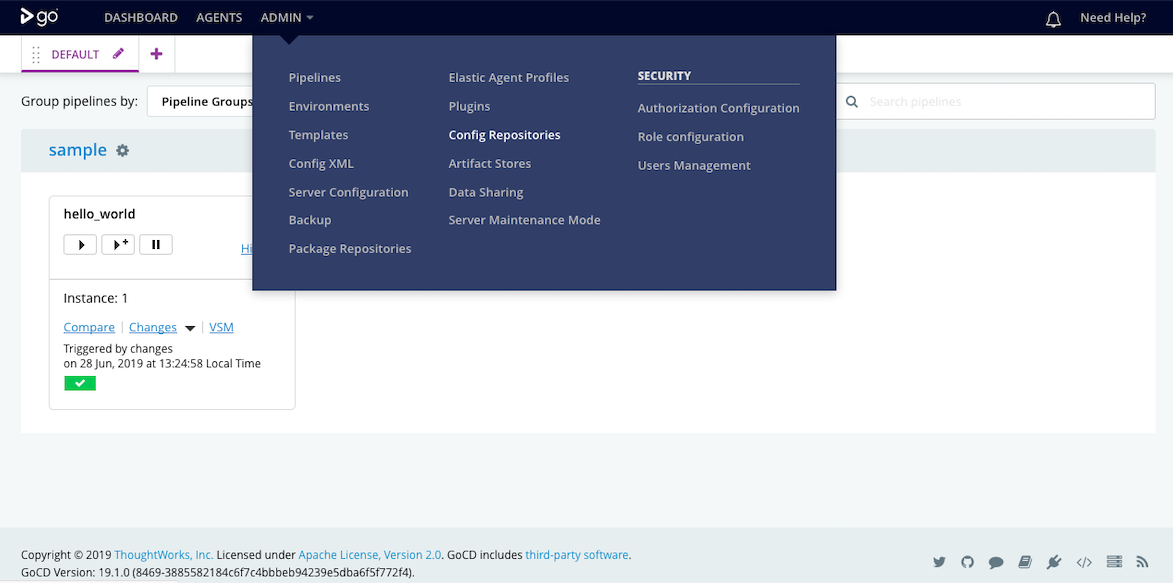 go DASHBOARD AGENTS ADMIN Need Help?
DEFAULT +
Group pipelines by: Pipeline Groups Search pipelines
Pipelines
Environments
Templates
Config XML
Server Configuration
Backup
Package Repositories
Elastic Agent Profiles
Plugins
Config Repositories
Artifact Stores
Data Sharing
Server Maintenance Mode
SECURITY
Authorization Configuration
Role configuration
Users Management
sample
hello_world
Hi
Instance: 1
Compare | Changes | VSM
Triggered by changes
on 28 Jun, 2019 at 13:24:58 Local Time
Copyright © 2019 ThoughtWorks, Inc. Licensed under Apache License, Version 2.0. GoCD includes third-party software.
GoCD Version: 19.1.0 (8469-3885582184c6f7c4bbbeb94239e5dba6f5f772f4).